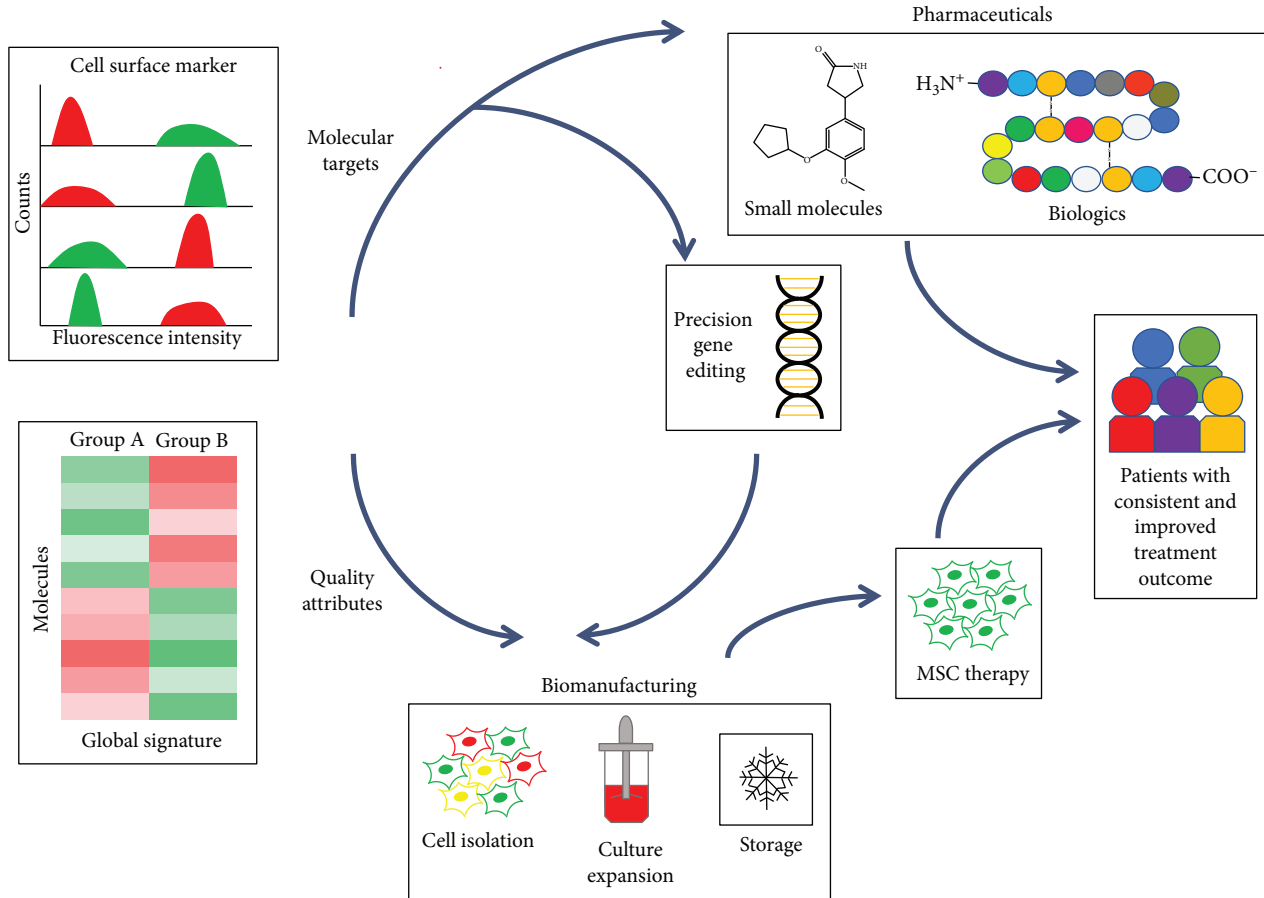 Cell surface marker
Counts
Fluorescence intensity
Group A Group B
Molecules
Global signature
Molecular
targets
Quality
attributes
Pharmaceuticals
O
NH
O
O
Small molecules
H₃N⁺
COO⁻
Biologics
Precision
gene
editing
Biomanufacturing
Cell isolation
Culture
expansion
Storage
MSC therapy
Patients with
consistent and
improved
treatment
outcome